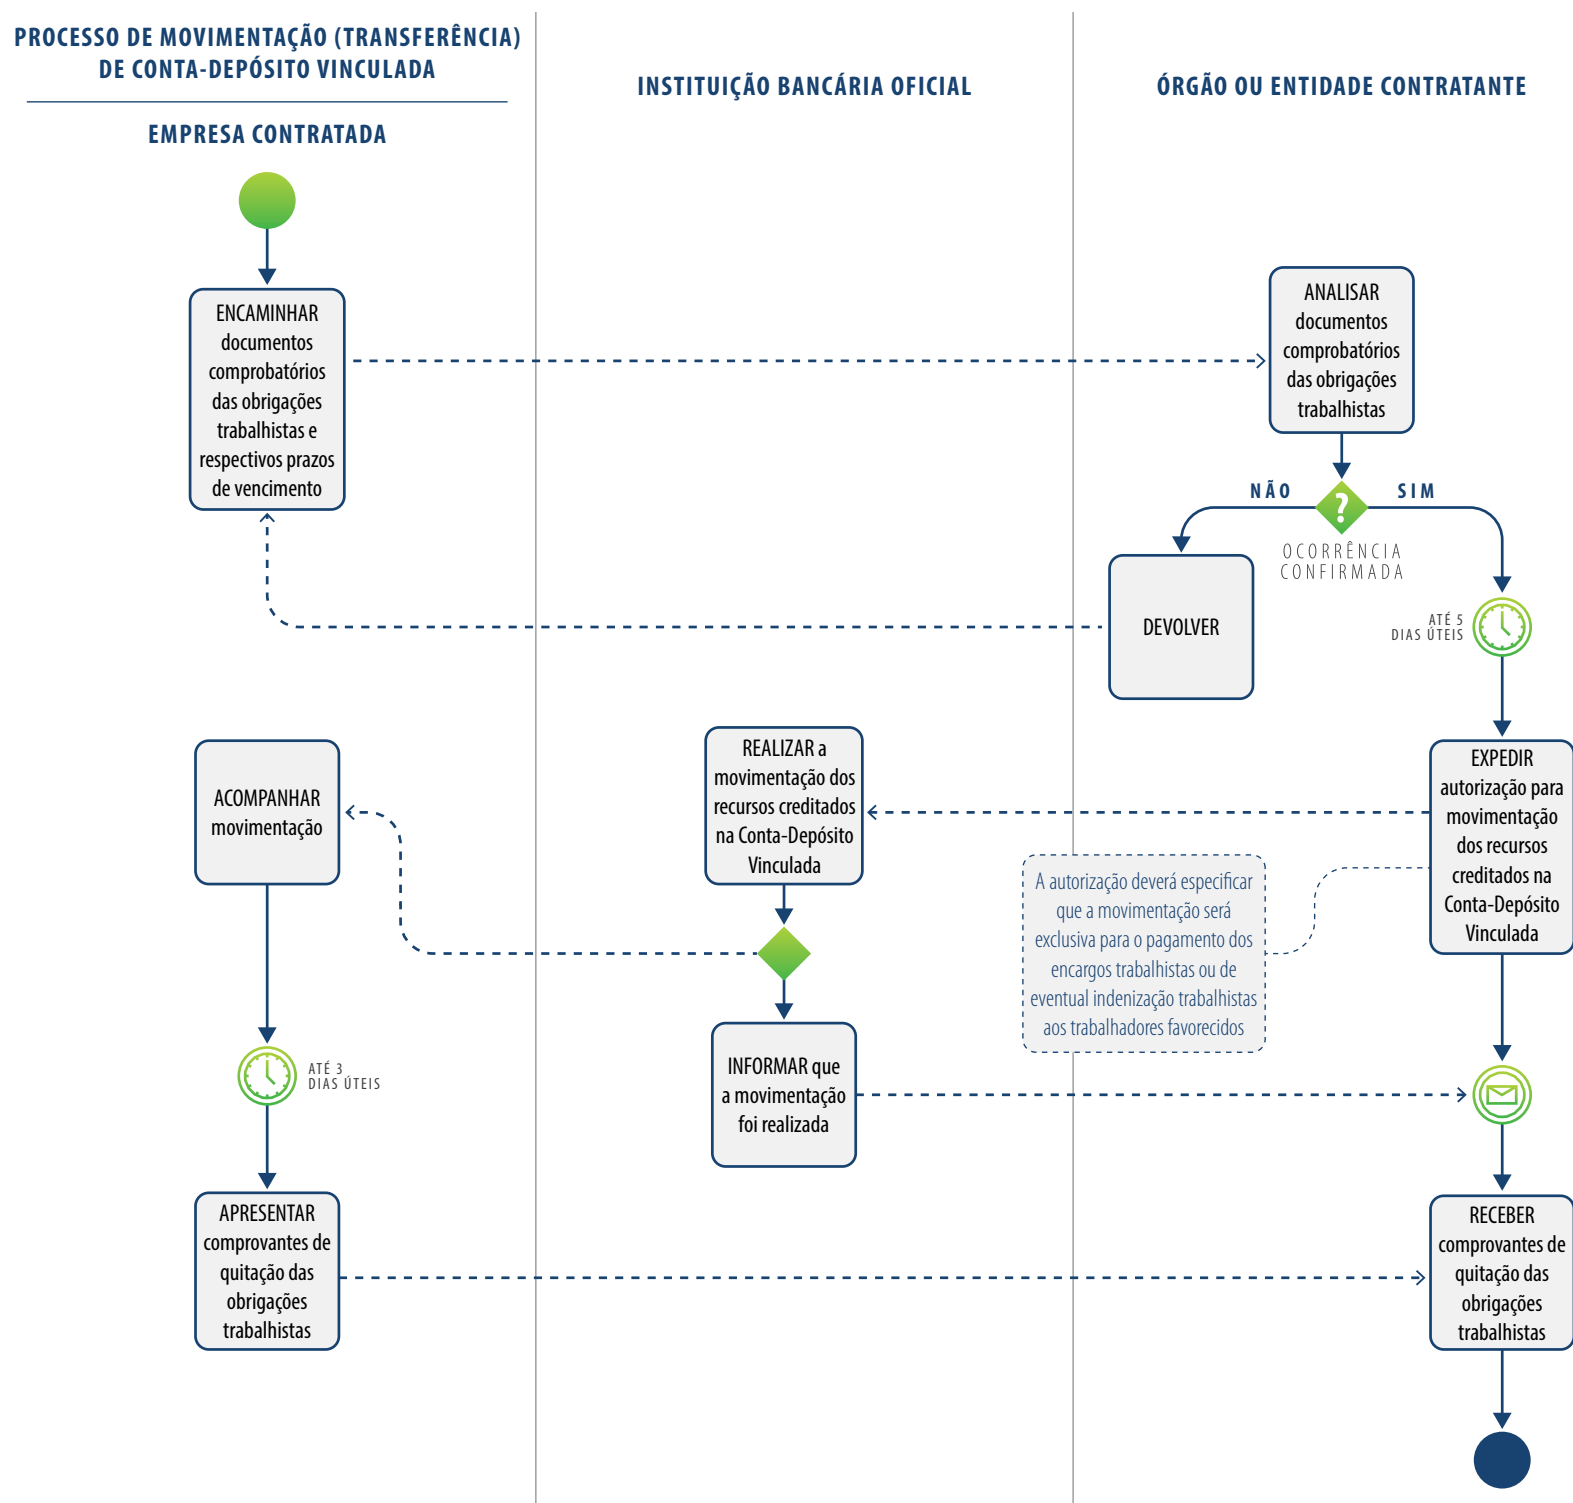 PROCESSO DE MOVIMENTAÇÃO (TRANSFERÊNCIA)
DE CONTA-DEPÓSITO VINCULADA
EMPRESA CONTRATADA
INSTITUIÇÃO BANCÁRIA OFICIAL
ÓRGÃO OU ENTIDADE CONTRATANTE
ENCAMINHAR
documentos
comprobatórios
das obrigações
trabalhistas e
respectivos prazos
de vencimento
ANALISAR
documentos
comprobatórios
das obrigações
trabalhistas
NÃO
SIM
?
OCORRÊNCIA
CONFIRMADA
DEVOLVER
ATÉ 5
DIAS ÚTEIS
EXPEDIR
autorização para
movimentação
dos recursos
creditados na
Conta-Depósito
Vinculada
A autorização deverá especificar
que a movimentação será
exclusiva para o pagamento dos
encargos trabalhistas ou de
eventual indenização trabalhistas
aos trabalhadores favorecidos
REALIZAR a
movimentação dos
recursos creditados
na Conta-Depósito
Vinculada
ACOMPANHAR
movimentação
INFORMAR que
a movimentação
foi realizada
ATÉ 3
DIAS ÚTEIS
APRESENTAR
comprovantes de
quitação das
obrigações
trabalhistas
RECEBER
comprovantes de
quitação das
obrigações
trabalhistas